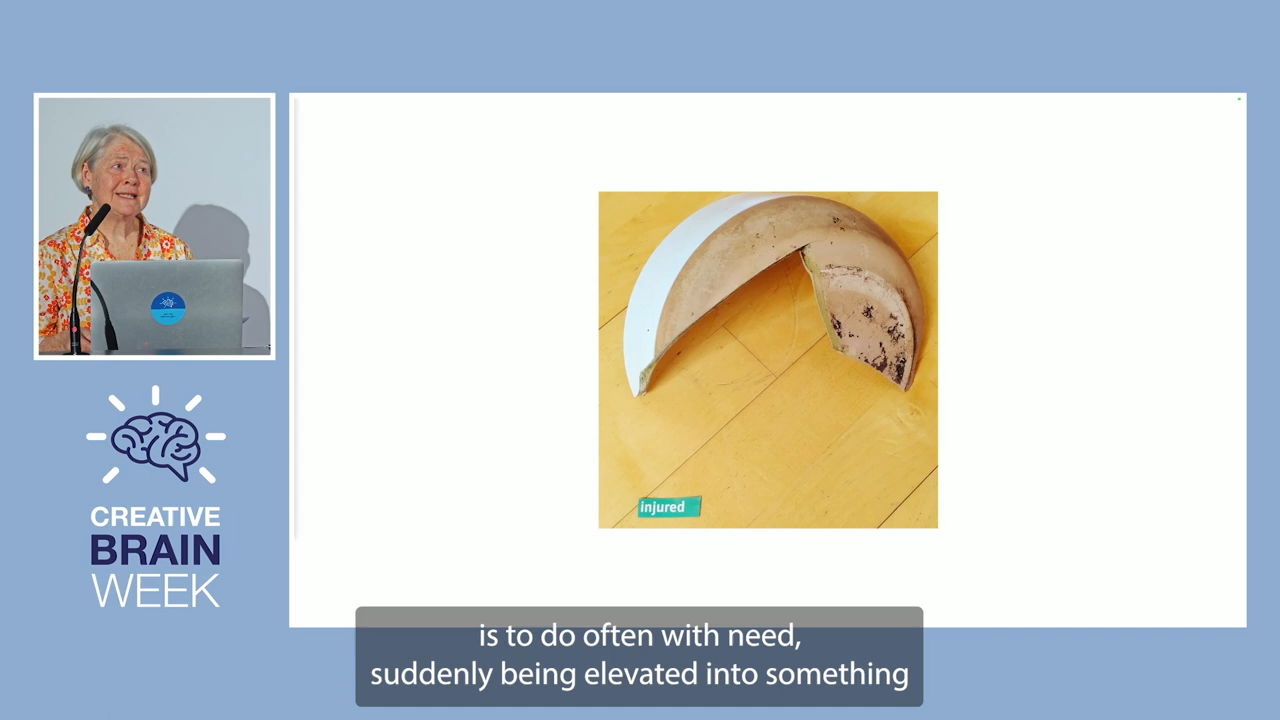 injured
CREATIVE
BRAIN
WEEK
is to do often with need,
suddenly being elevated into something